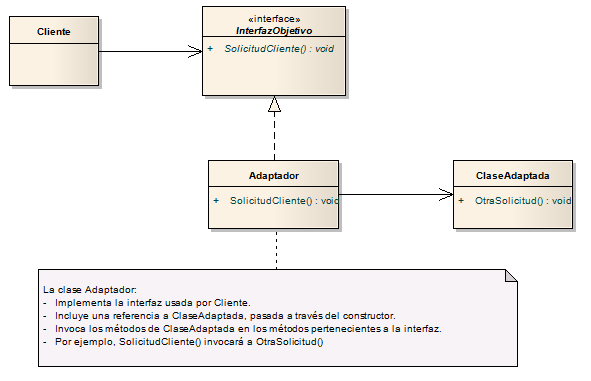 Cliente
«interface»
InterfazObjetivo
+ SolicitudCliente() : void
Adaptador
+ SolicitudCliente() : void
ClaseAdaptada
+ OtraSolicitud() : void
La clase Adaptador:
- Implementa la interfaz usada por Cliente.
- Incluye una referencia a ClaseAdaptada, pasada a través del constructor.
- Invoca los métodos de ClaseAdaptada en los métodos pertenecientes a la interfaz.
- Por ejemplo, SolicitudCliente() invocará a OtraSolicitud()